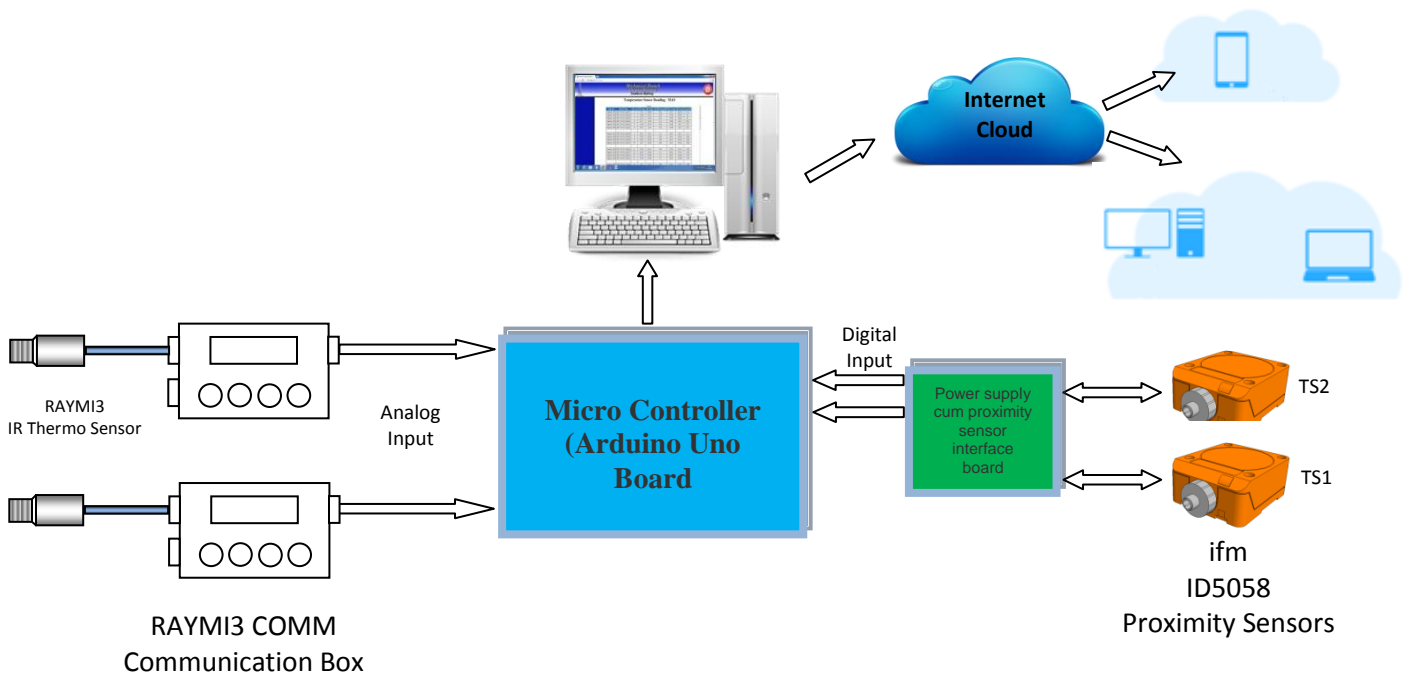 Internet
Cloud
Digital
Input
Micro Controller
(Arduino Uno
Board
Power supply
cum proximity
sensor
interface
board
TS2
TS1
RAYMI3
IR Thermo Sensor
Analog
Input
ifm
ID5058
Proximity Sensors
RAYMI3 COMM
Communication Box